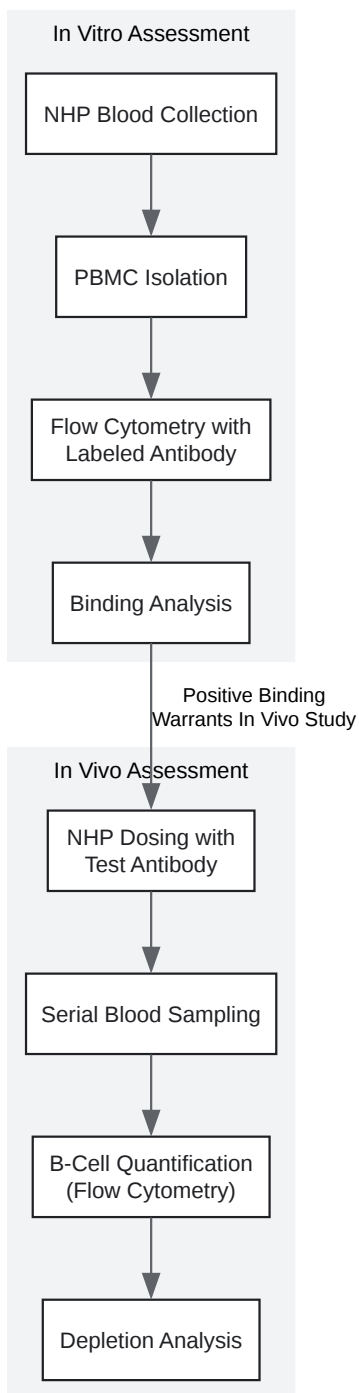 In Vitro Assessment
NHP Blood Collection
PBMC Isolation
Flow Cytometry with
Labeled Antibody
Binding Analysis
Positive Binding
Warrants In Vivo Study
In Vivo Assessment
NHP Dosing with
Test Antibody
Serial Blood Sampling
B-Cell Quantification
(Flow Cytometry)
Depletion Analysis